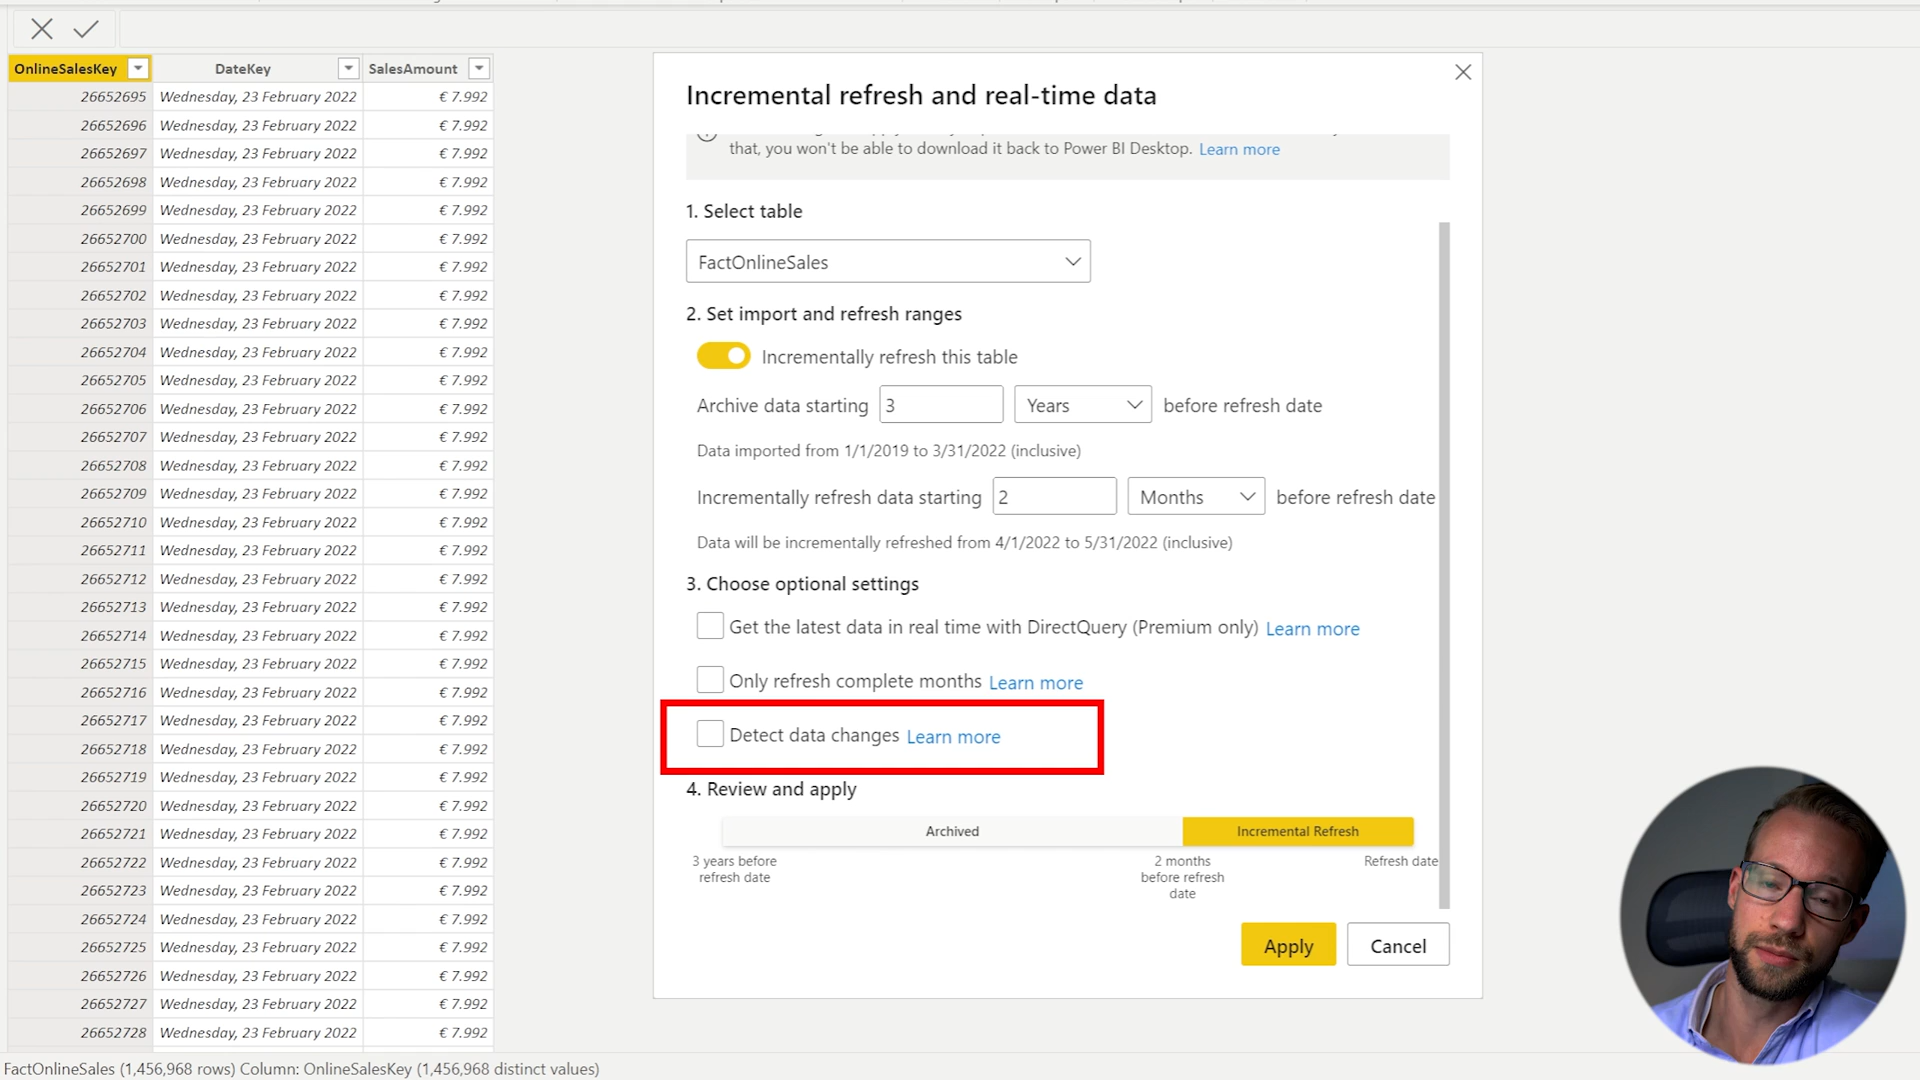 OnlineSalesKey DateKey SalesAmount
26652695 Wednesday, 23 February 2022 € 7.992
26652696 Wednesday, 23 February 2022 € 7.992
26652697 Wednesday, 23 February 2022 € 7.992
26652698 Wednesday, 23 February 2022 € 7.992
26652699 Wednesday, 23 February 2022 € 7.992
26652700 Wednesday, 23 February 2022 € 7.992
26652701 Wednesday, 23 February 2022 € 7.992
26652702 Wednesday, 23 February 2022 € 7.992
26652703 Wednesday, 23 February 2022 € 7.992
26652704 Wednesday, 23 February 2022 € 7.992
26652705 Wednesday, 23 February 2022 € 7.992
26652706 Wednesday, 23 February 2022 € 7.992
26652707 Wednesday, 23 February 2022 € 7.992
26652708 Wednesday, 23 February 2022 € 7.992
26652709 Wednesday, 23 February 2022 € 7.992
26652710 Wednesday, 23 February 2022 € 7.992
26652711 Wednesday, 23 February 2022 € 7.992
26652712 Wednesday, 23 February 2022 € 7.992
26652713 Wednesday, 23 February 2022 € 7.992
26652714 Wednesday, 23 February 2022 € 7.992
26652715 Wednesday, 23 February 2022 € 7.992
26652716 Wednesday, 23 February 2022 € 7.992
26652717 Wednesday, 23 February 2022 € 7.992
26652718 Wednesday, 23 February 2022 € 7.992
26652719 Wednesday, 23 February 2022 € 7.992
26652720 Wednesday, 23 February 2022 € 7.992
26652721 Wednesday, 23 February 2022 € 7.992
26652722 Wednesday, 23 February 2022 € 7.992
26652723 Wednesday, 23 February 2022 € 7.992
26652724 Wednesday, 23 February 2022 € 7.992
26652725 Wednesday, 23 February 2022 € 7.992
26652726 Wednesday, 23 February 2022 € 7.992
26652727 Wednesday, 23 February 2022 € 7.992
26652728 Wednesday, 23 February 2022 € 7.992
FactOnlineSales (1,456,968 rows) Column: OnlineSalesKey (1,456,968 distinct values)
Incremental refresh and real-time data
that, you won't be able to download it back to Power BI Desktop. Learn more
1. Select table
FactOnlineSales
2. Set import and refresh ranges
Incrementally refresh this table
Archive data starting 3 Years before refresh date
Data imported from 1/1/2019 to 3/31/2022 (inclusive)
Incrementally refresh data starting 2 Months before refresh date
Data will be incrementally refreshed from 4/1/2022 to 5/31/2022 (inclusive)
3. Choose optional settings
Get the latest data in real time with DirectQuery (Premium only) Learn more
Only refresh complete months Learn more
Detect data changes Learn more
4. Review and apply
Archived Incremental Refresh
3 years before
refresh date
2 months
before refresh
date
Refresh date
Apply Cancel